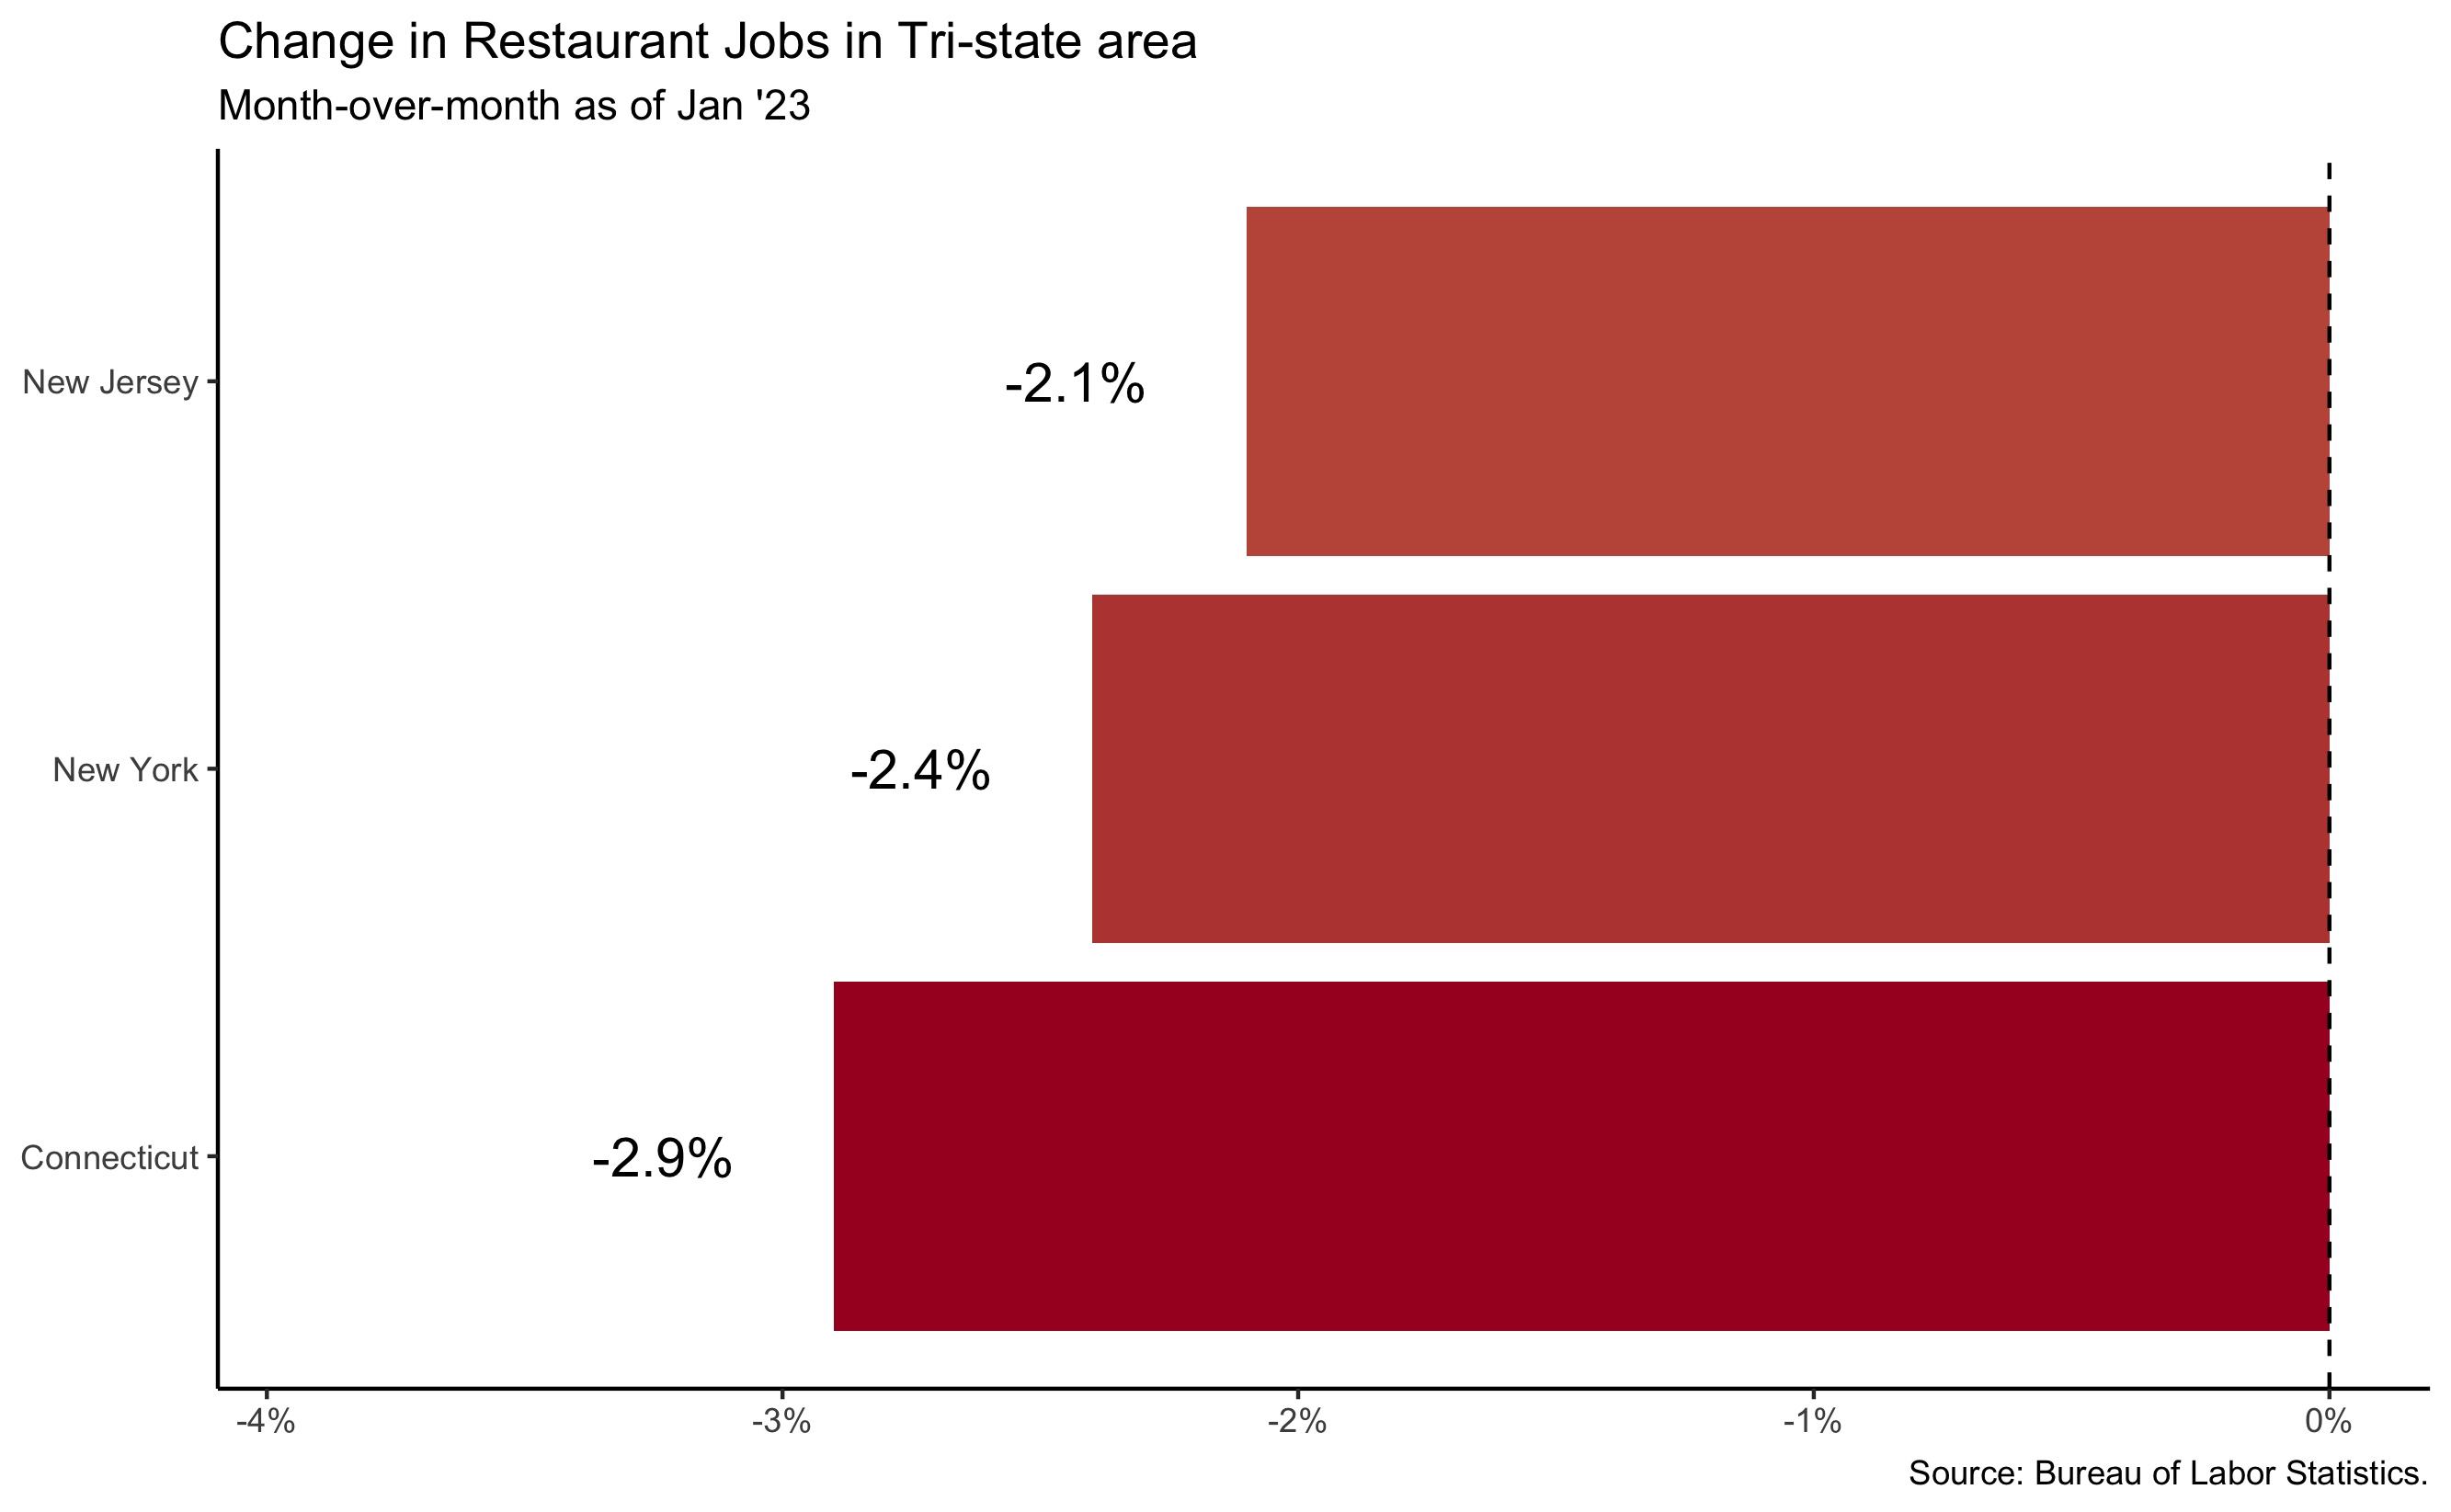 Change in Restaurant Jobs in Tri-state area
Month-over-month as of Jan '23
New Jersey
-2.1%
New York
-2.4%
Connecticut
-2.9%
-4%
-3%
-2%
-1%
0%
Source: Bureau of Labor Statistics.